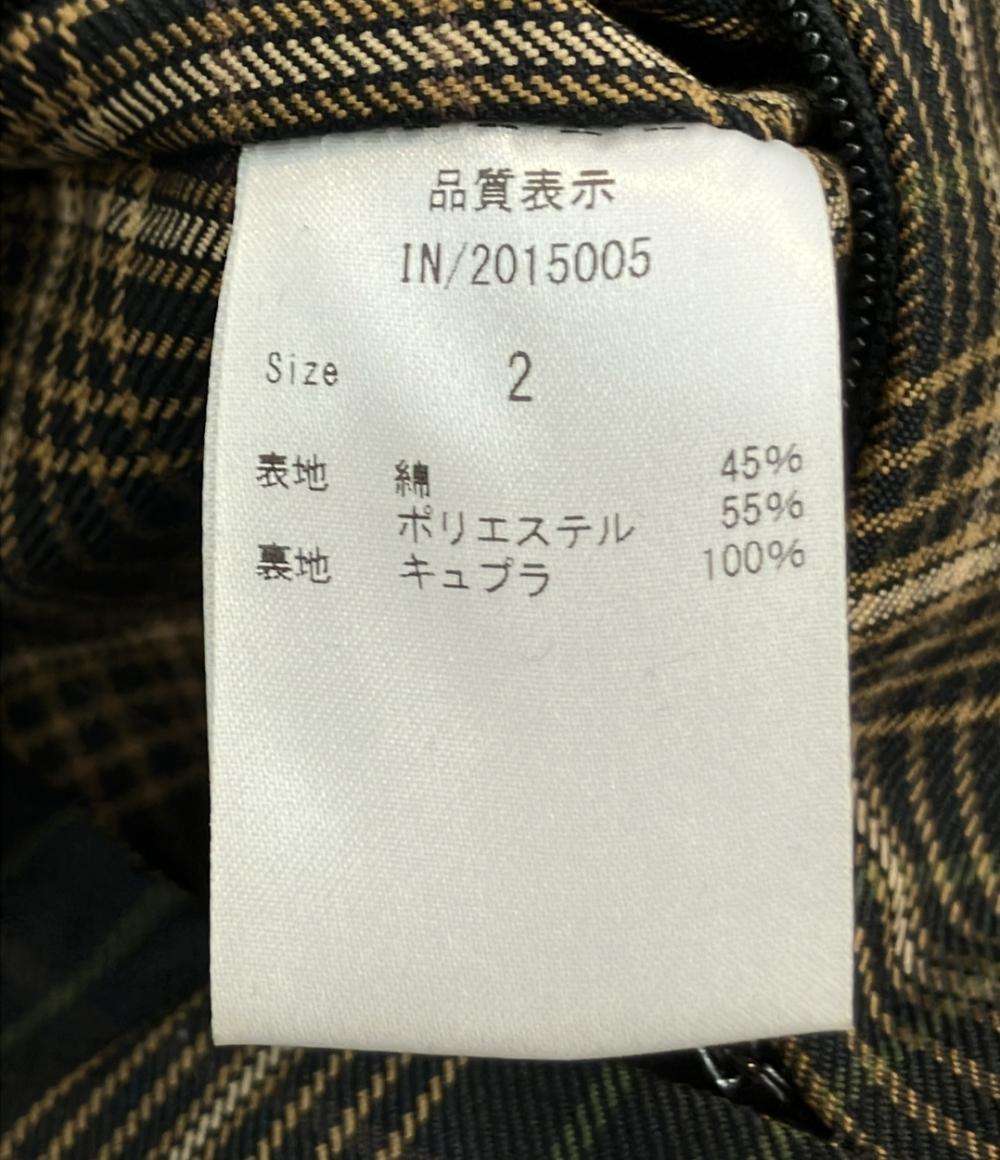 品質表示
IN/2015005
Size 2
表地 綿 45%
ポリエステル 55%
裏地 キュプラ 100%